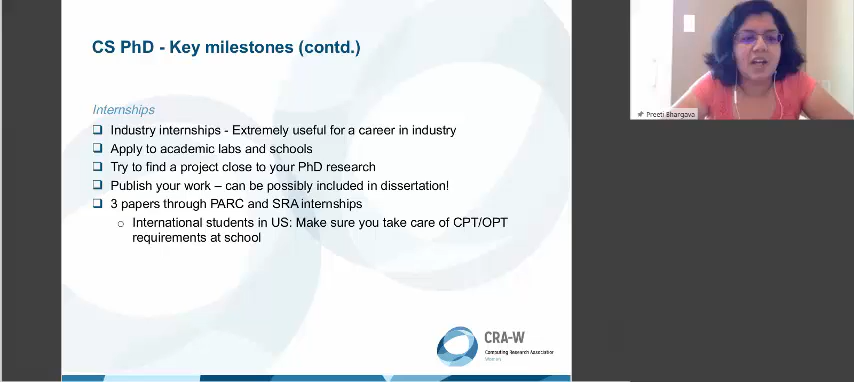 CS PhD - Key milestones (contd.)
Internships
Industry internships - Extremely useful for a career in industry
Apply to academic labs and schools
Try to find a project close to your PhD research
Publish your work – can be possibly included in dissertation!
3 papers through PARC and SRA internships
International students in US: Make sure you take care of CPT/OPT
requirements at school
CRA-W
Computing Research Association
Women
Preeti Bhargava